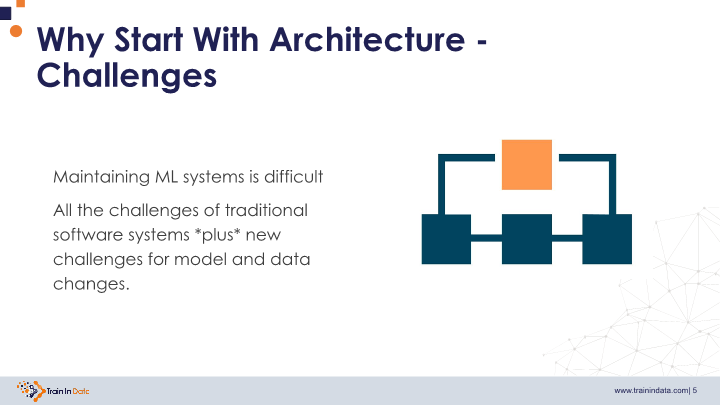 Why Start With Architecture -
Challenges
Maintaining ML systems is difficult
All the challenges of traditional
software systems *plus* new
challenges for model and data
changes.
Train In Data
www.trainindata.com| 5